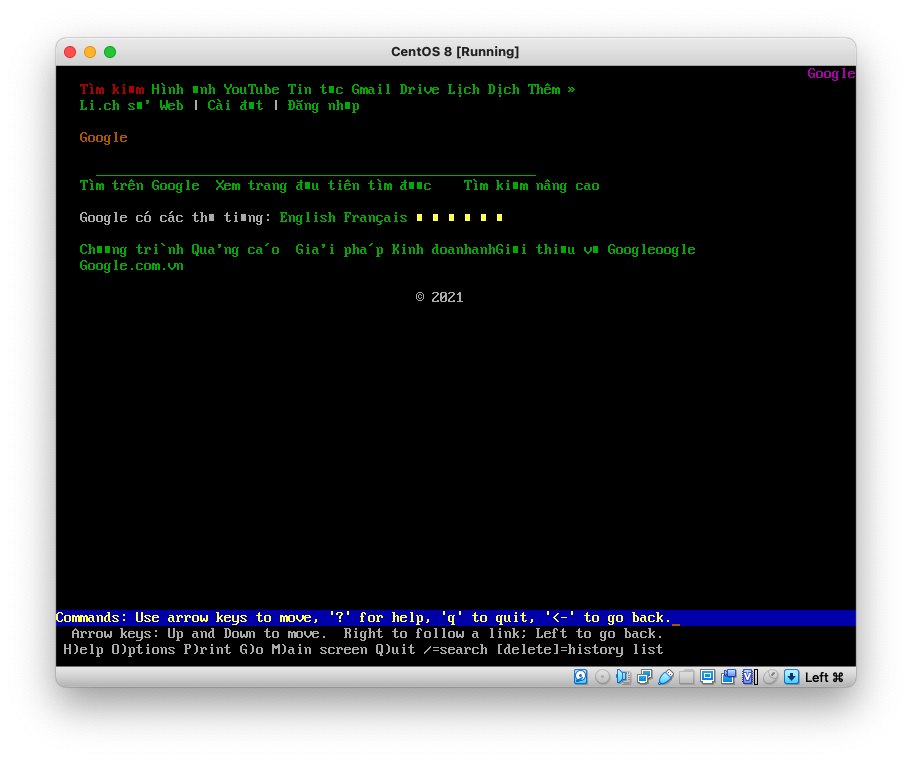 CentOS 8 [Running]
Google
Tìm ki■m Hình ■nh YouTube Tin t■c Gmail Drive Lịch Dịch Thêm »
Li.ch s■' Web | Cài đ■t | Đăng nh■p
Google
Tìm trên Google Xem trang đ■u tiên tìm đ■■c Tìm ki■m nâng cao
Google có các th■ ti■ng: English Français ■ ■ ■ ■ ■ ■
Ch■■ng tri`nh Qua'ng ca´o Gia'i pha´p Kinh doanhanhGi■i thi■u v■ Googleoogle
Google.com.vn
© 2021
Commands: Use arrow keys to move, '?' for help, 'q' to quit, '<-' to go back.
Arrow keys: Up and Down to move. Right to follow a link; Left to go back.
H)elp O)ptions P)rint G)o M)ain screen Q)uit /=search [delete]=history list
Left ⌘